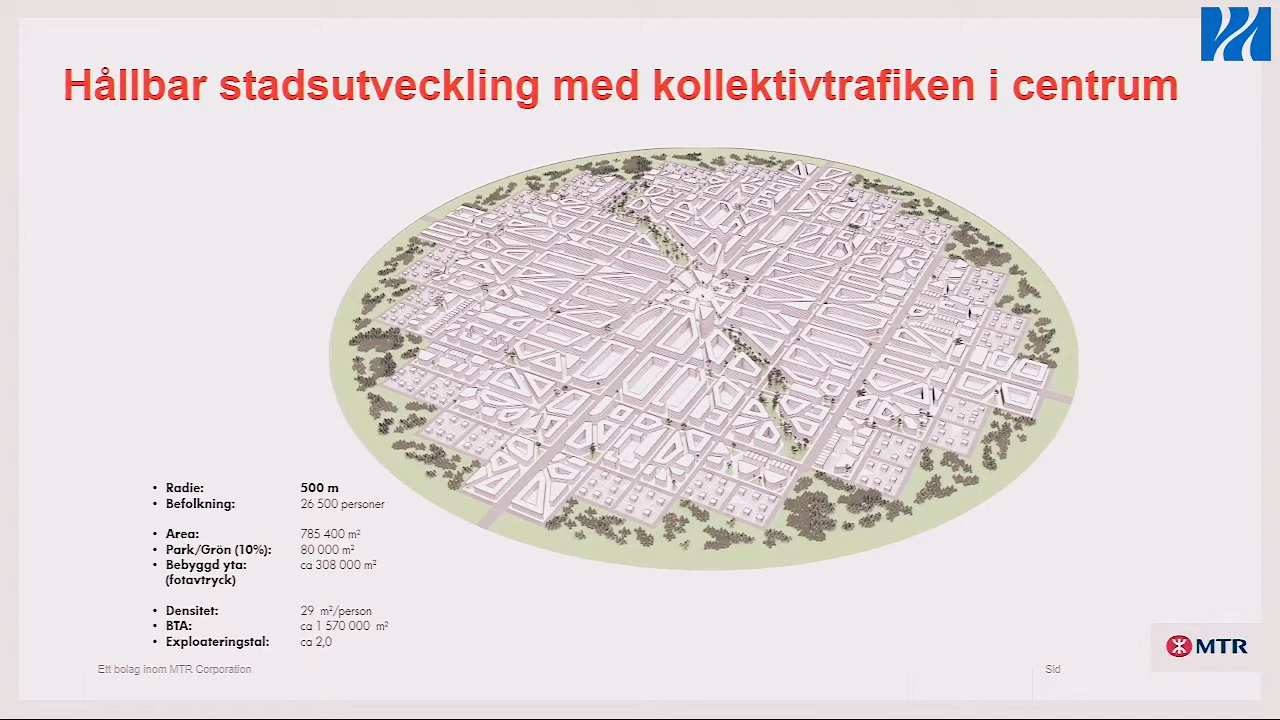 Hållbar stadsutveckling med kollektivtrafiken i centrum
• Radie: 500 m
• Befolkning: 26 500 personer
• Area: 785 400 m²
• Park/Grön (10%): 80 000 m²
• Bebyggd yta: ca 308 000 m²
(fotavtryck)
• Densitet: 29 m²/person
• BTA: ca 1 570 000 m²
• Exploateringstal: ca 2,0
MTR
Ett bolag inom MTR Corporation
Sid